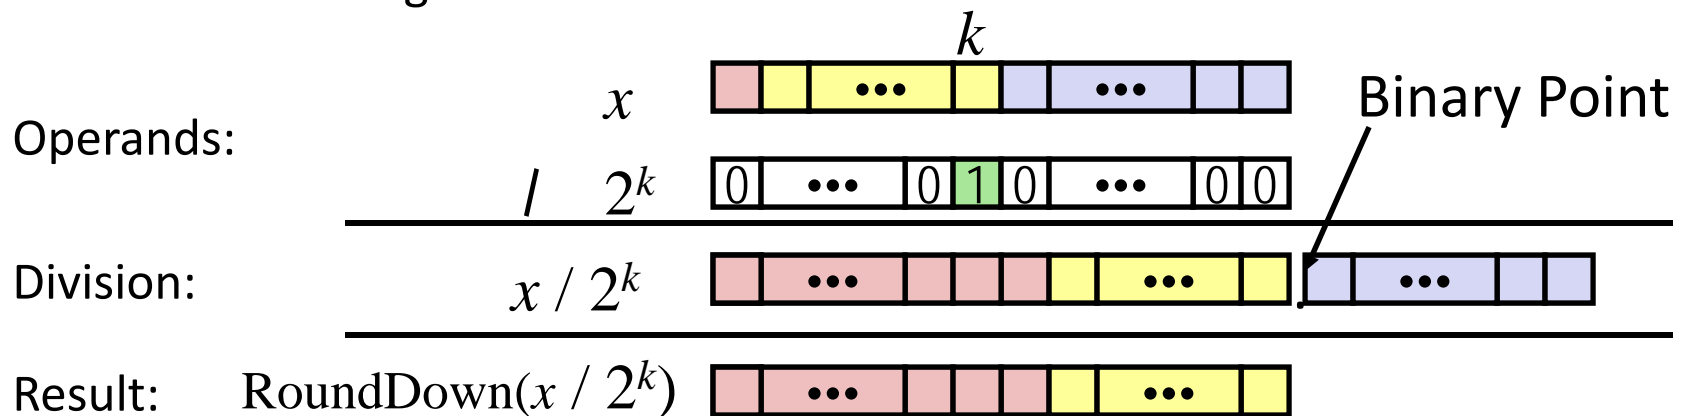 k
x
Binary Point
Operands:
/ 2^k 0 ••• 0 1 0 ••• 0 0
Division: x / 2^k .
Result: RoundDown(x / 2^k)